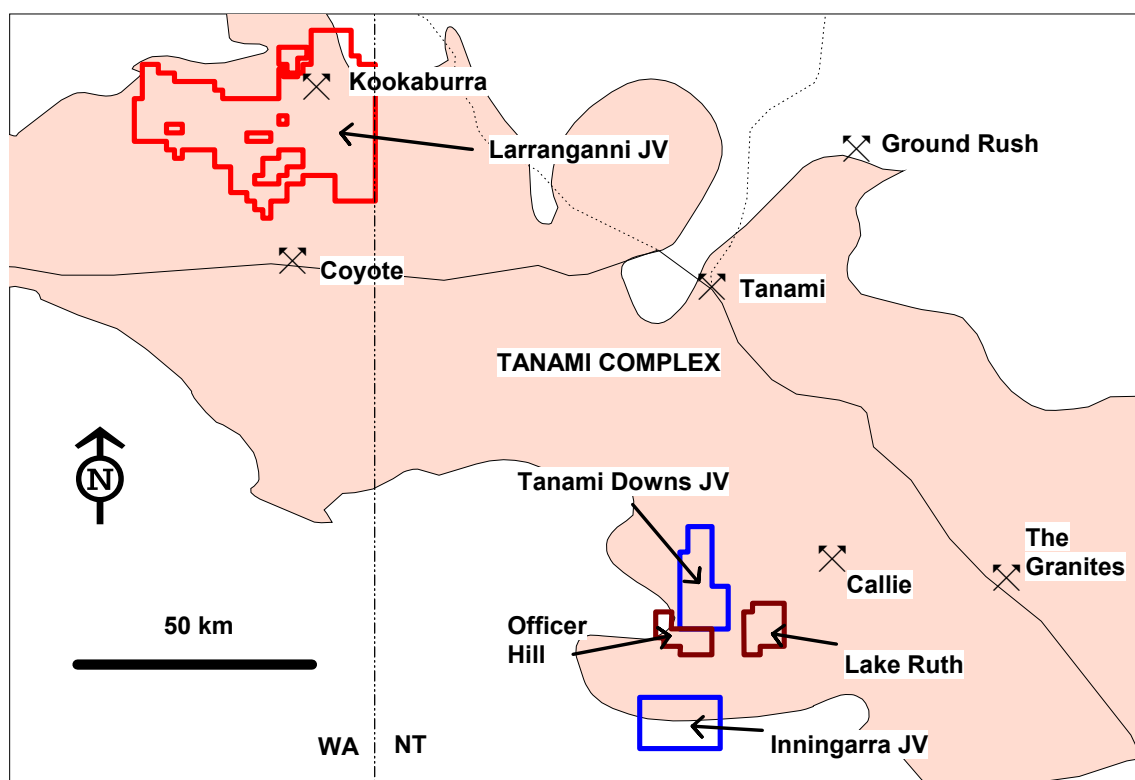 Kookaburra
Ground Rush
Larranganni JV
Coyote
Tanami
TANAMI COMPLEX
N
Tanami Downs JV
The
Granites
Callie
50 km
Officer
Hill
Lake Ruth
WA
NT
Inningarra JV